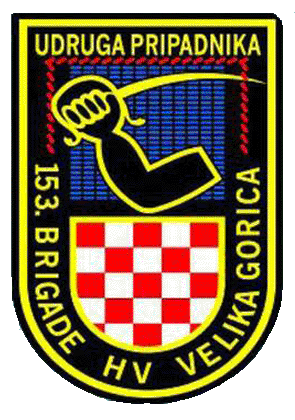 UDRUGA PRIPADNIKA
153. BRIGADE HV VELIKA GORICA